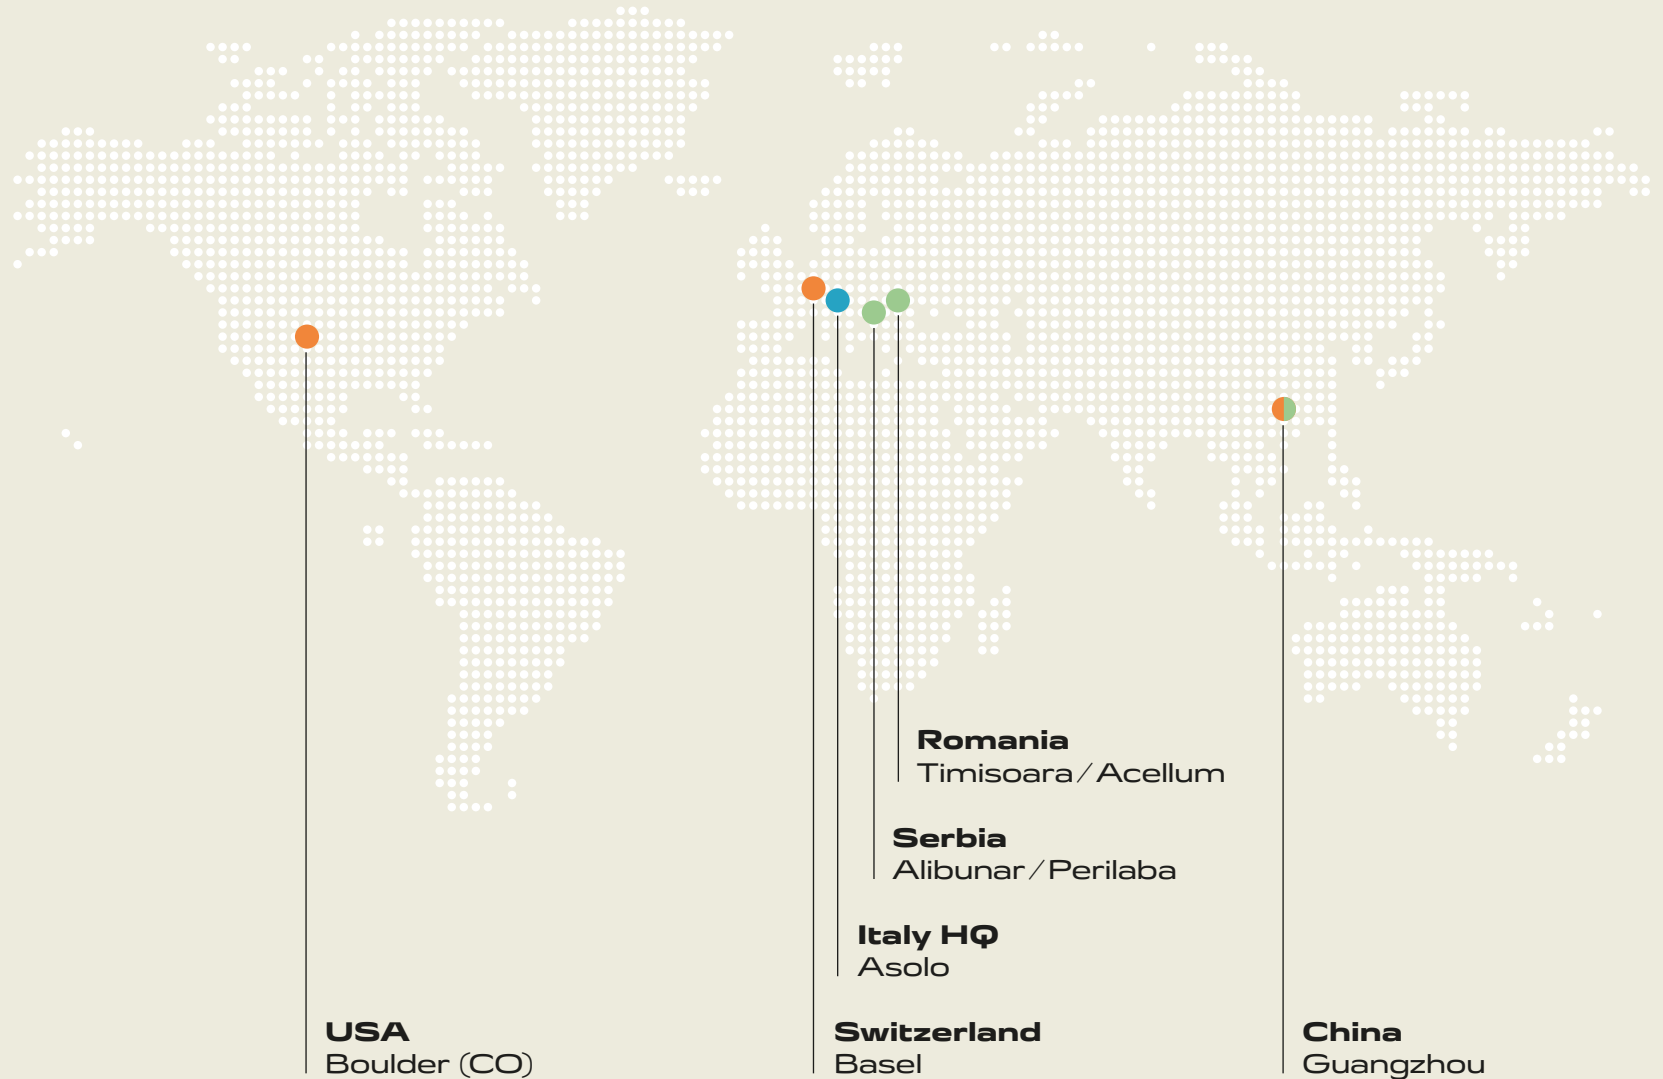 Romania
Timisoara / Acellum
Serbia
Alibunar / Perilaba
Italy HQ
Asolo
USA
Boulder (CO)
Switzerland
Basel
China
Guangzhou